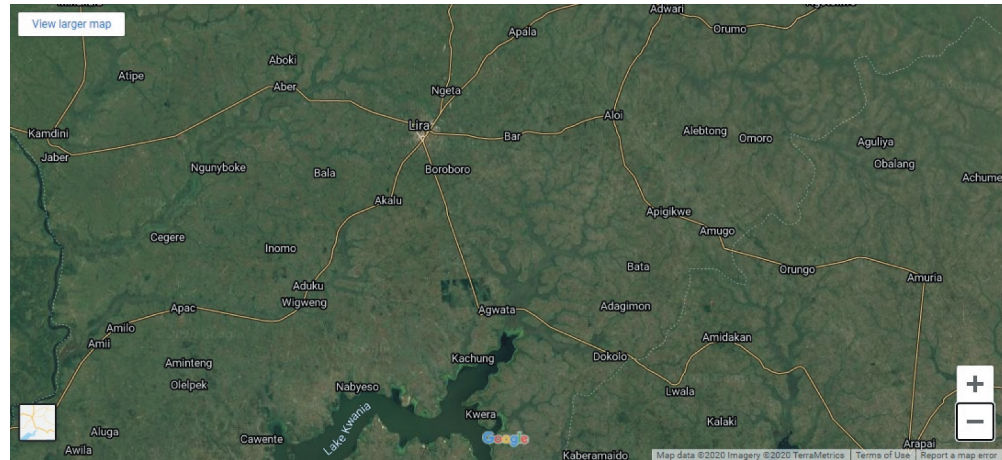 View larger map
Adwari
Orumo
Apala
Aboki
Atipe
Aber
Ngeta
Kamdini
Lira
Bar
Aloi
Alebtong
Omoro
Aguliya
Jaber
Obalang
Ngunyboke
Bala
Boroboro
Achume
Akalu
Apigikwe
Amugo
Cegere
Inomo
Bata
Orungo
Amuria
Aduku
Wigweng
Apac
Agwata
Adagimon
Amilo
Amii
Amidakan
Aminteng
Kachung
Dokolo
Olelpek
Nabyeso
Lwala
+
Lake Kwania
Kwera
Kalaki
−
Aluga
Cawente
Google
Arapai
Awila
Kaberamaido
Map data ©2020 Imagery ©2020 TerraMetrics
Terms of Use
Report a map error